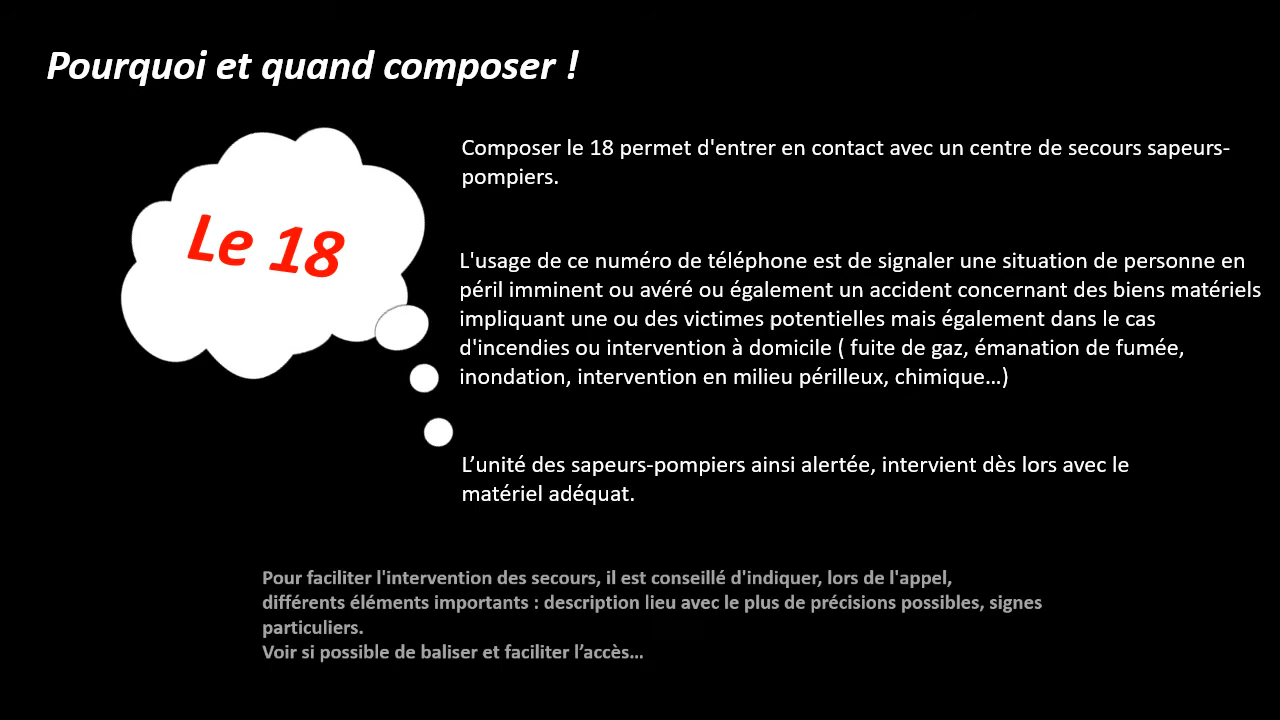 Pourquoi et quand composer !
Le 18
Composer le 18 permet d'entrer en contact avec un centre de secours sapeurs-
pompiers.
L'usage de ce numéro de téléphone est de signaler une situation de personne en
péril imminent ou avéré ou également un accident concernant des biens matériels
impliquant une ou des victimes potentielles mais également dans le cas
d'incendies ou intervention à domicile ( fuite de gaz, émanation de fumée,
inondation, intervention en milieu périlleux, chimique…)
L’unité des sapeurs-pompiers ainsi alertée, intervient dès lors avec le
matériel adéquat.
Pour faciliter l'intervention des secours, il est conseillé d'indiquer, lors de l'appel,
différents éléments importants : description lieu avec le plus de précisions possibles, signes
particuliers.
Voir si possible de baliser et faciliter l’accès…